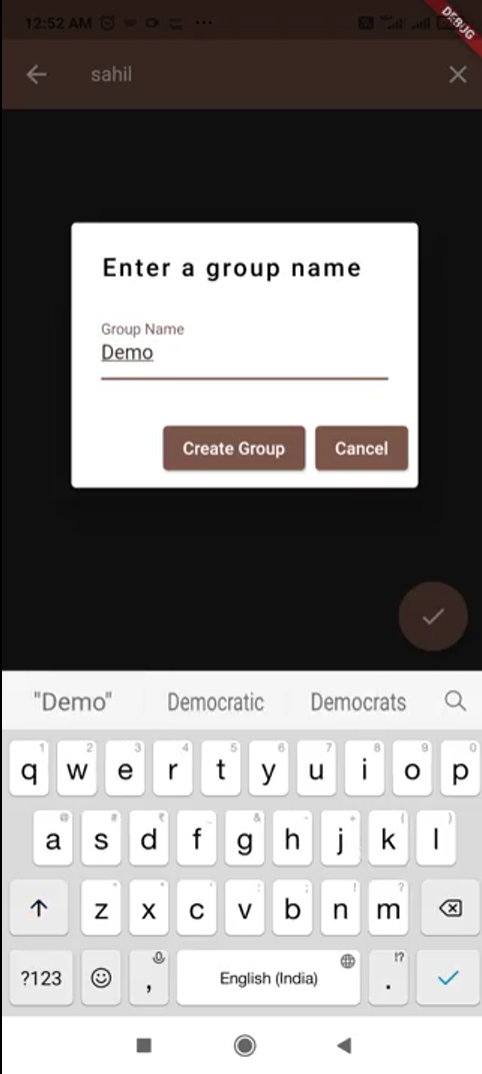 12:52 AM
DEBUG
sahil
Enter a group name
Group Name
Demo
Create Group Cancel
"Demo" Democratic Democrats
1 2 3 4 5 6 7 8 9 0
q w e r t y u i o p
@ # ₹ _ & - + ( )
a s d f g h j k l
* " ' : ; ! ?
z x c v b n m
!?
?123 , English (India) .